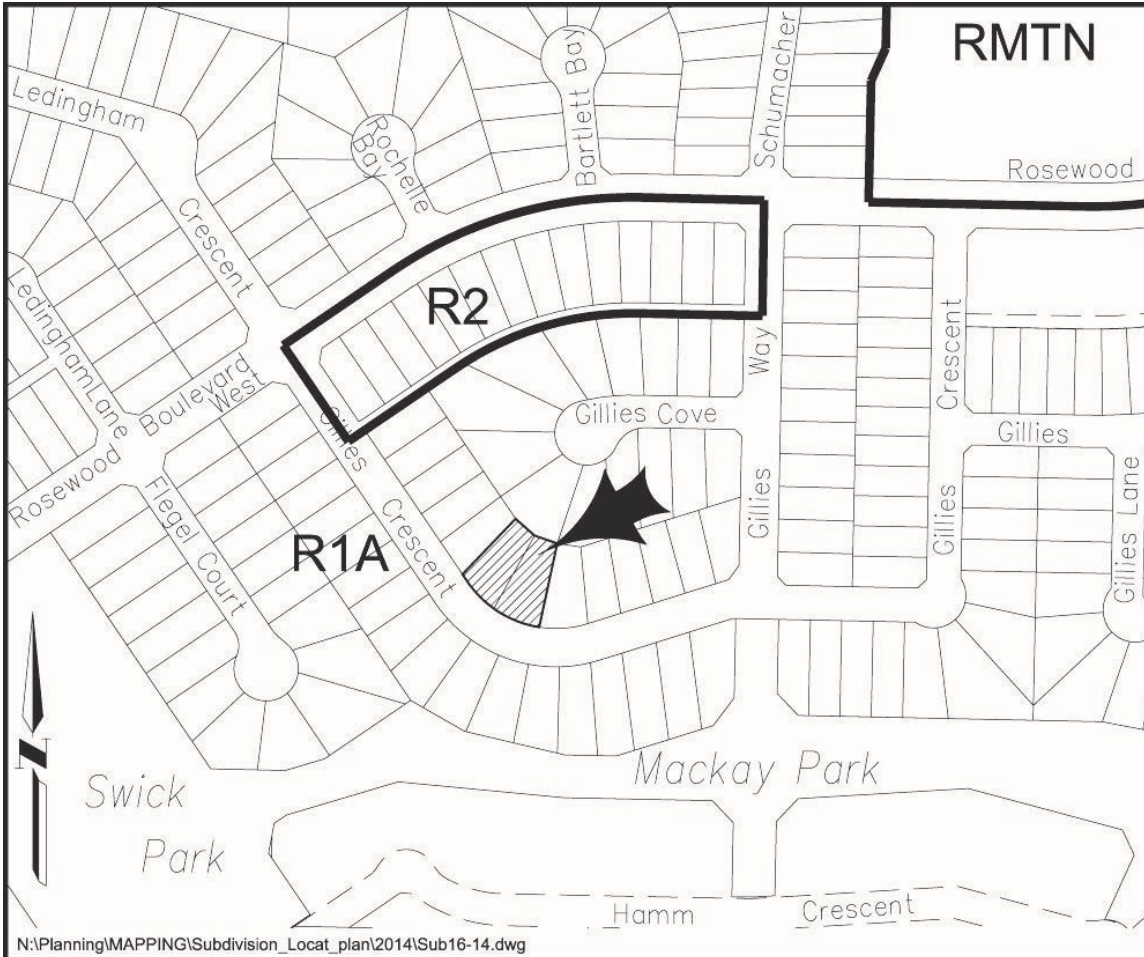 RMTN
Ledingham
Crescent
Rochelle
Bay
Bartlett Bay
Schumacher
Rosewood
Ledingham Lane
R2
Rosewood
Boulevard
West
Way
Crescent
Gillies Cove
Gillies
Gillies
Crescent
Fiegel Court
R1A
Gillies
Gillies
Gillies Lane
Swick
Park
Mackay Park
Hamm
Crescent
N:\Planning\MAPPING\Subdivision_Locat_plan\2014\Sub16-14.dwg